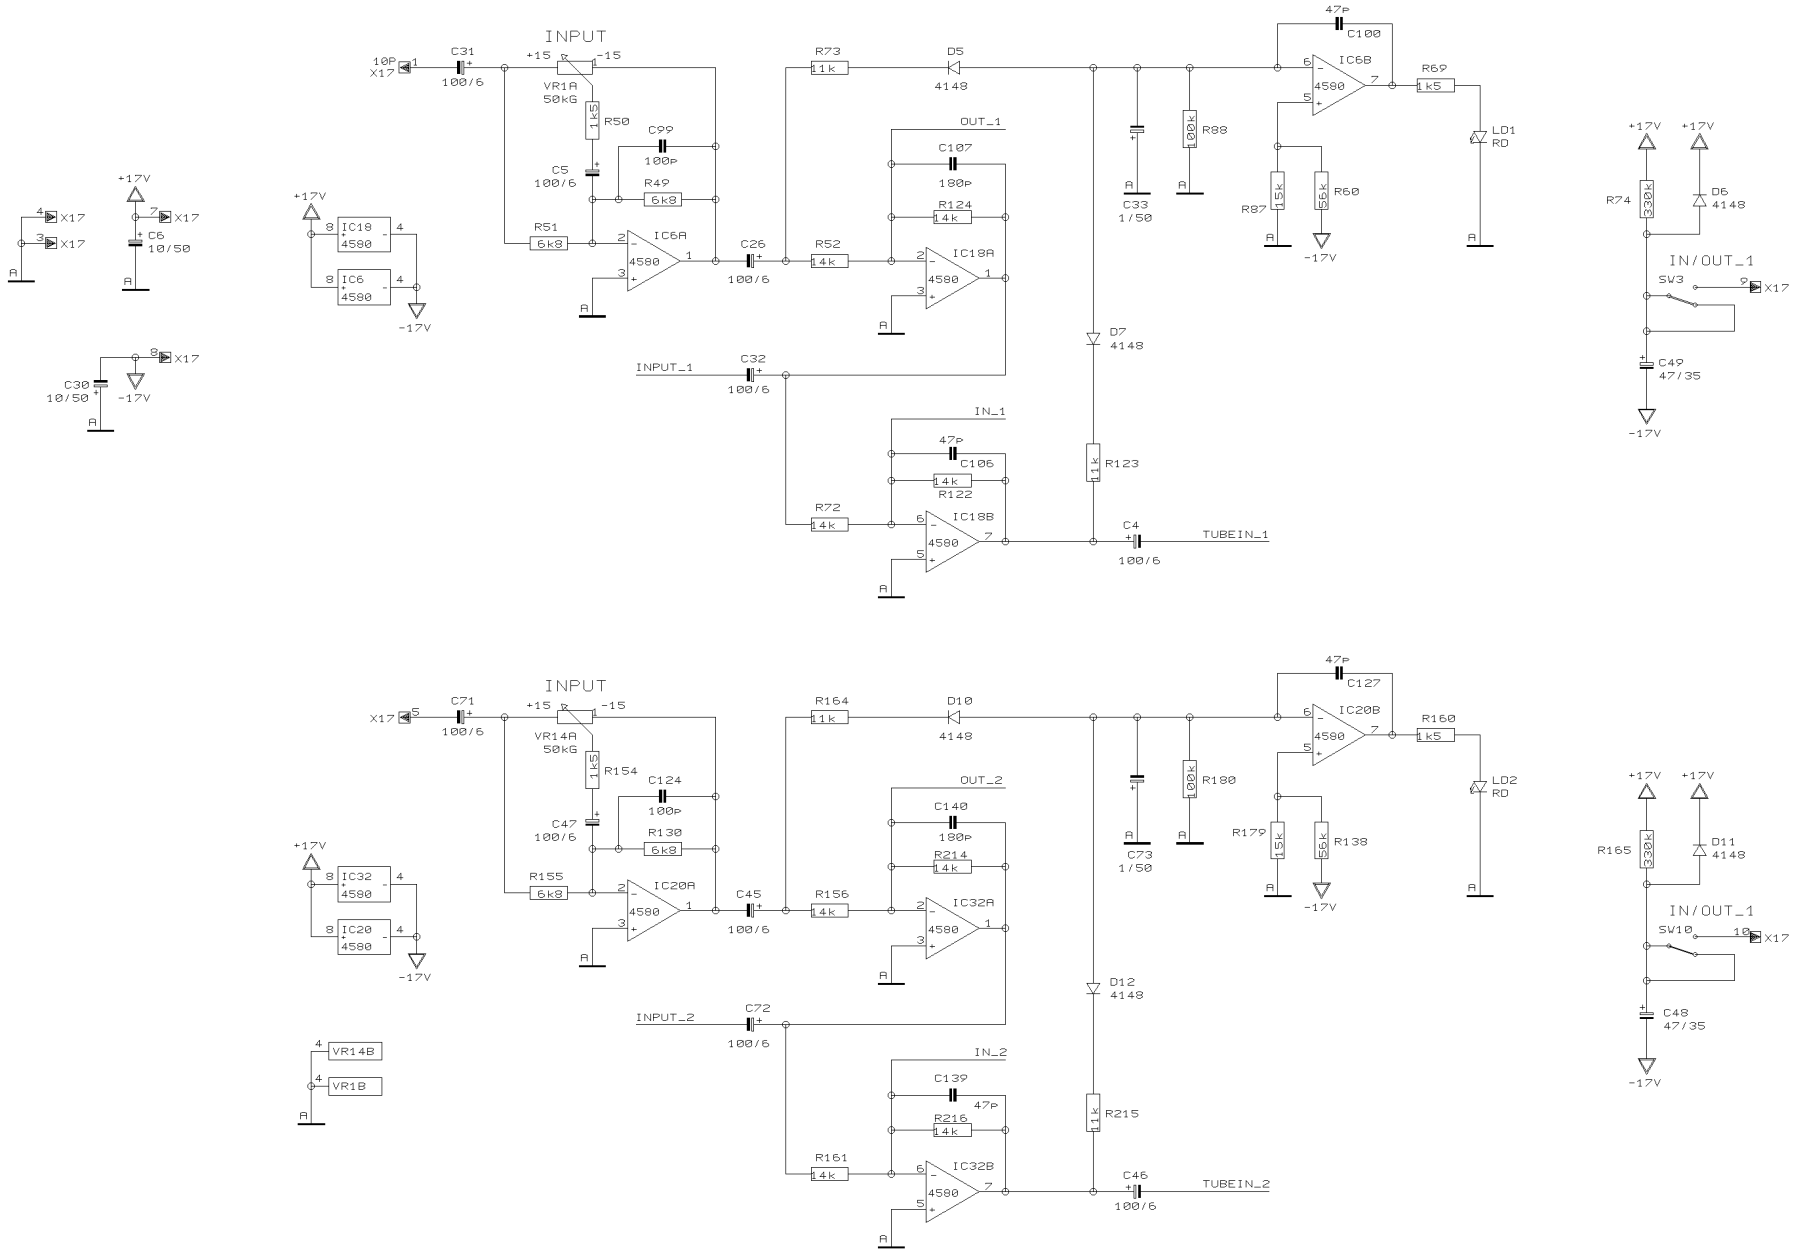 47p
C100
INPUT
C31
+
+15
1
-15
10P
X17
1
100/6
VR1A
50kG
1k5
R50
C99
100p
C5
+
100/6
R49
6k8
R51
6k8
2
−
IC6A
4580
1
3
+
A
C26
+
100/6
R73
11k
D5
4148
OUT_1
C107
180p
R124
14k
R52
14k
2
−
IC18A
4580
1
3
+
A
6
−
IC6B
4580
7
5
+
R69
1k5
LD1
RD
A
100k
R88
+
A
C33
1/50
A
15k
R87
A
56k
R60
-17V
+17V
+17V
R74
330k
D6
4148
IN/OUT_1
SW3
9
X17
+
C49
47/35
-17V
4
X17
3
X17
A
+17V
7
X17
+
C6
10/50
A
+17V
8
IC18
+
−
4580
4
8
IC6
+
−
4580
4
-17V
8
X17
C30
10/50
+
-17V
A
D7
4148
C32
+
INPUT_1
100/6
IN_1
47p
C106
14k
R122
R72
14k
6
−
IC18B
4580
7
5
+
A
11k
R123
C4
+
100/6
TUBEIN_1
47p
C127
INPUT
C71
+
+15
1
-15
X17
5
100/6
VR14A
50kG
1k5
R154
C124
100p
C47
+
100/6
R130
6k8
R155
6k8
2
−
IC20A
4580
1
3
+
A
C45
+
100/6
R164
11k
D10
4148
OUT_2
C140
180p
R214
14k
R156
14k
2
−
IC32A
4580
1
3
+
A
6
−
IC20B
4580
7
5
+
R160
1k5
LD2
RD
A
100k
R180
+
A
C73
1/50
A
R179
15k
A
56k
R138
-17V
+17V
+17V
R165
330k
D11
4148
IN/OUT_1
SW10
10
X17
+
C48
47/35
-17V
+17V
8
IC32
+
−
4580
4
8
IC20
+
−
4580
4
-17V
4
VR14B
4
VR1B
A
D12
4148
C72
+
INPUT_2
100/6
IN_2
C139
47p
R216
14k
R161
14k
6
−
IC32B
4580
7
5
+
A
11k
R215
C46
+
100/6
TUBEIN_2